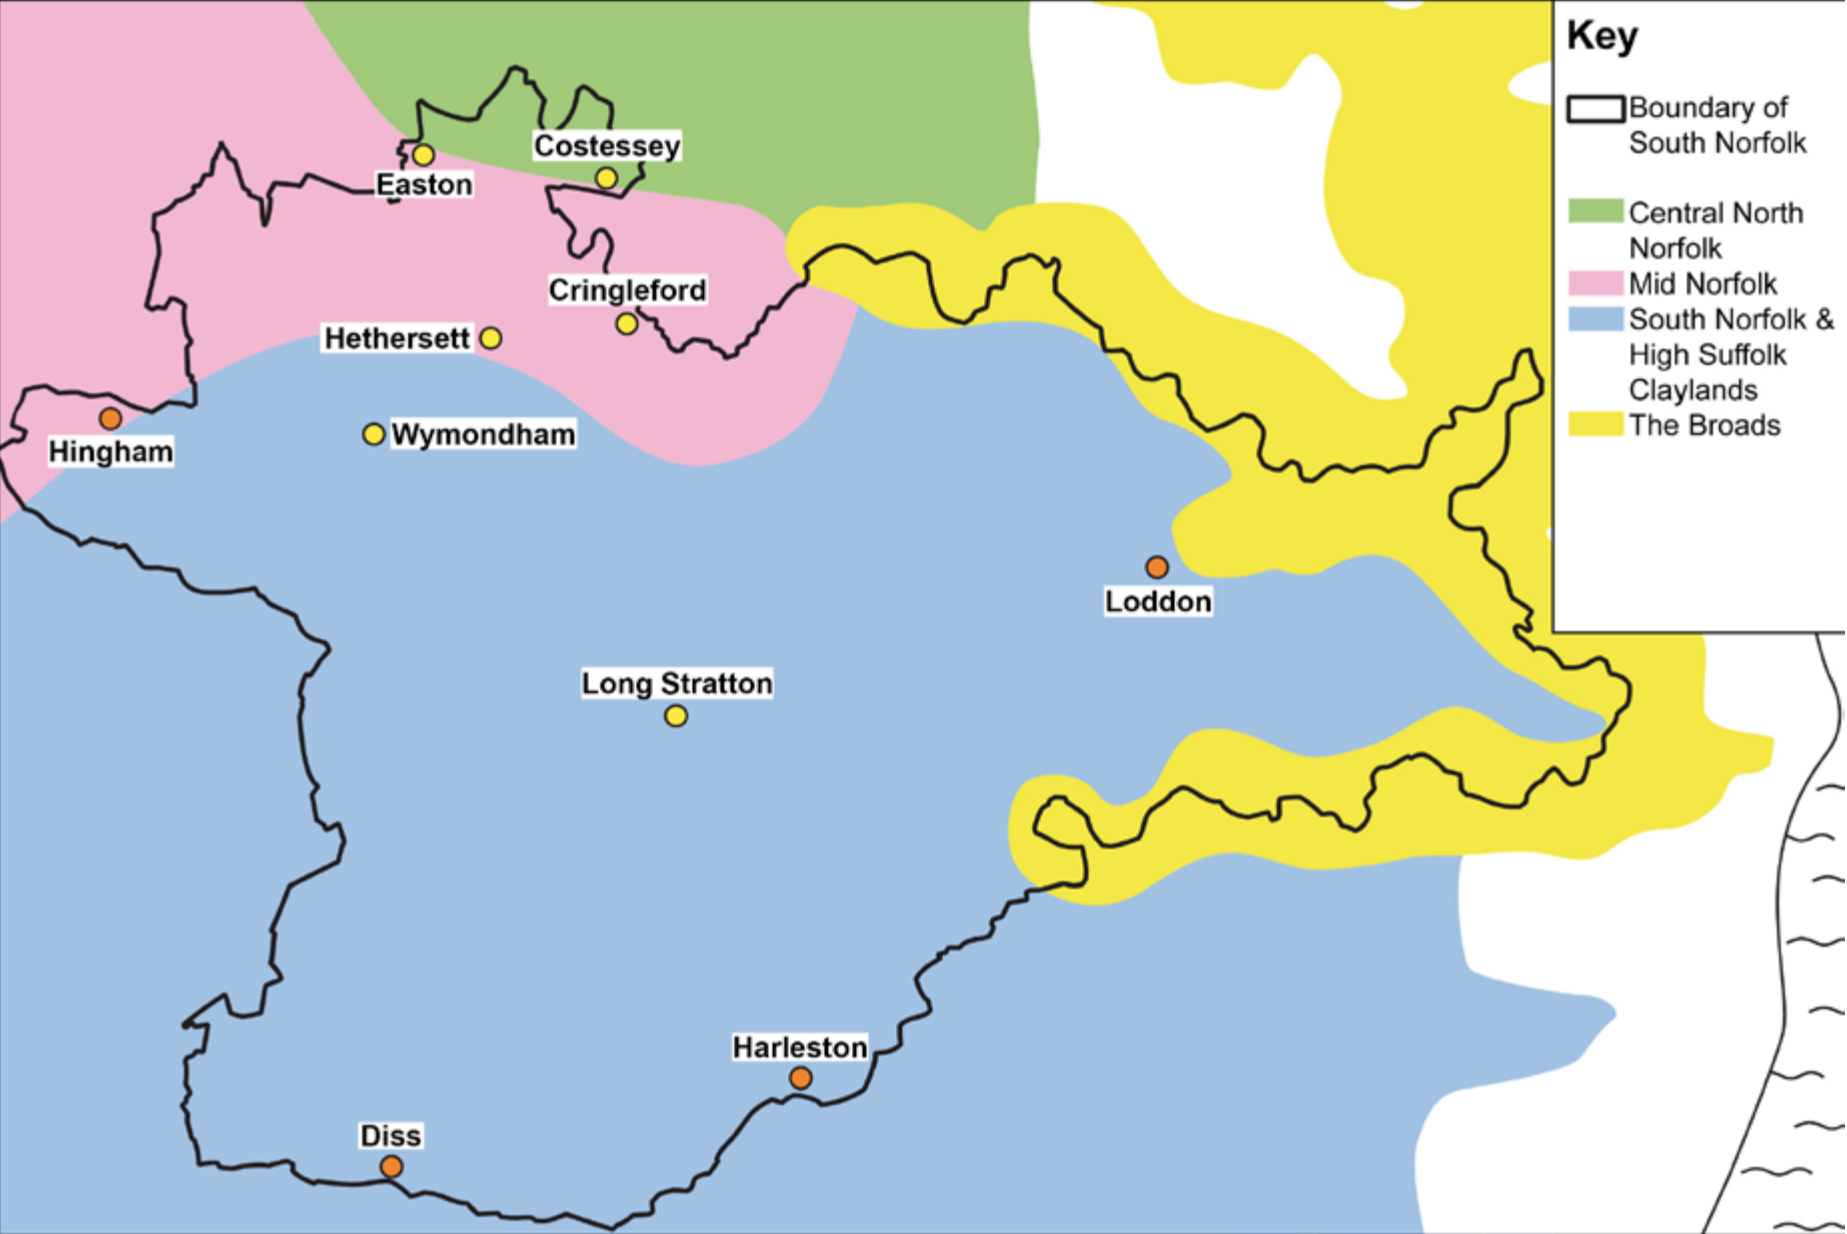 Key
Boundary of
South Norfolk
Central North
Norfolk
Mid Norfolk
South Norfolk &
High Suffolk
Claylands
The Broads
Costessey
Easton
Cringleford
Hethersett
Wymondham
Hingham
Loddon
Long Stratton
Harleston
Diss